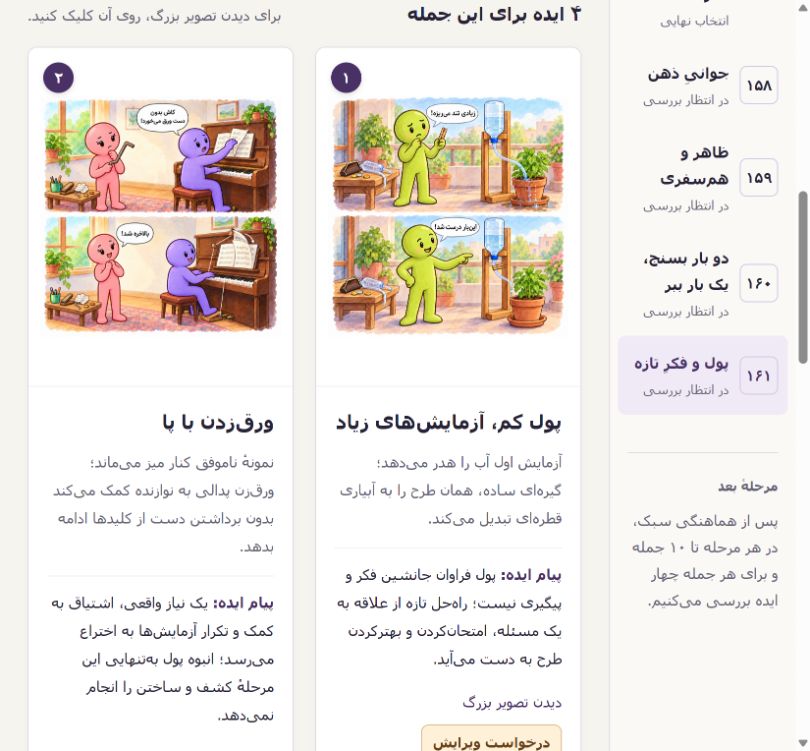 انتخاب نهایی
۱۵۸
جوانیِ ذهن
در انتظار بررسی
۱۵۹
ظاهر و
هم‌سفری
در انتظار بررسی
۱۶۰
دو بار بسنج،
یک بار ببر
در انتظار بررسی
۱۶۱
پول و فکرِ تازه
در انتظار بررسی
مرحلهٔ بعد
پس از هماهنگی سبک،
در هر مرحله تا ۱۰ جمله
و برای هر جمله چهار
ایده بررسی می‌کنیم.
۴ ایده برای این جمله
برای دیدن تصویر بزرگ، روی آن کلیک کنید.
۱
زیادی تند می‌ریزه!
این‌بار درست شد!
پول کم، آزمایش‌های زیاد
آزمایش اول آب را هدر می‌دهد؛
گیره‌ای ساده، همان طرح را به آبیاری
قطره‌ای تبدیل می‌کند.
پیام ایده: پول فراوان جانشین فکر و
پیگیری نیست؛ راه‌حل تازه از علاقه به
یک مسئله، امتحان‌کردن و بهترکردن
طرح به دست می‌آید.
دیدن تصویر بزرگ
درخواست ویرایش
۲
کاش بدون
دست ورق می‌خورد!
بالاخره شد!
ورق‌زدن با پا
نمونهٔ ناموفق کنار میز می‌ماند؛
ورق‌زن پدالی به نوازنده کمک می‌کند
بدون برداشتن دست از کلیدها ادامه
بدهد.
پیام ایده: یک نیاز واقعی، اشتیاق به
کمک و تکرار آزمایش‌ها به اختراع
می‌رسد؛ انبوه پول به‌تنهایی این
مرحلهٔ کشف و ساختن را انجام
نمی‌دهد.